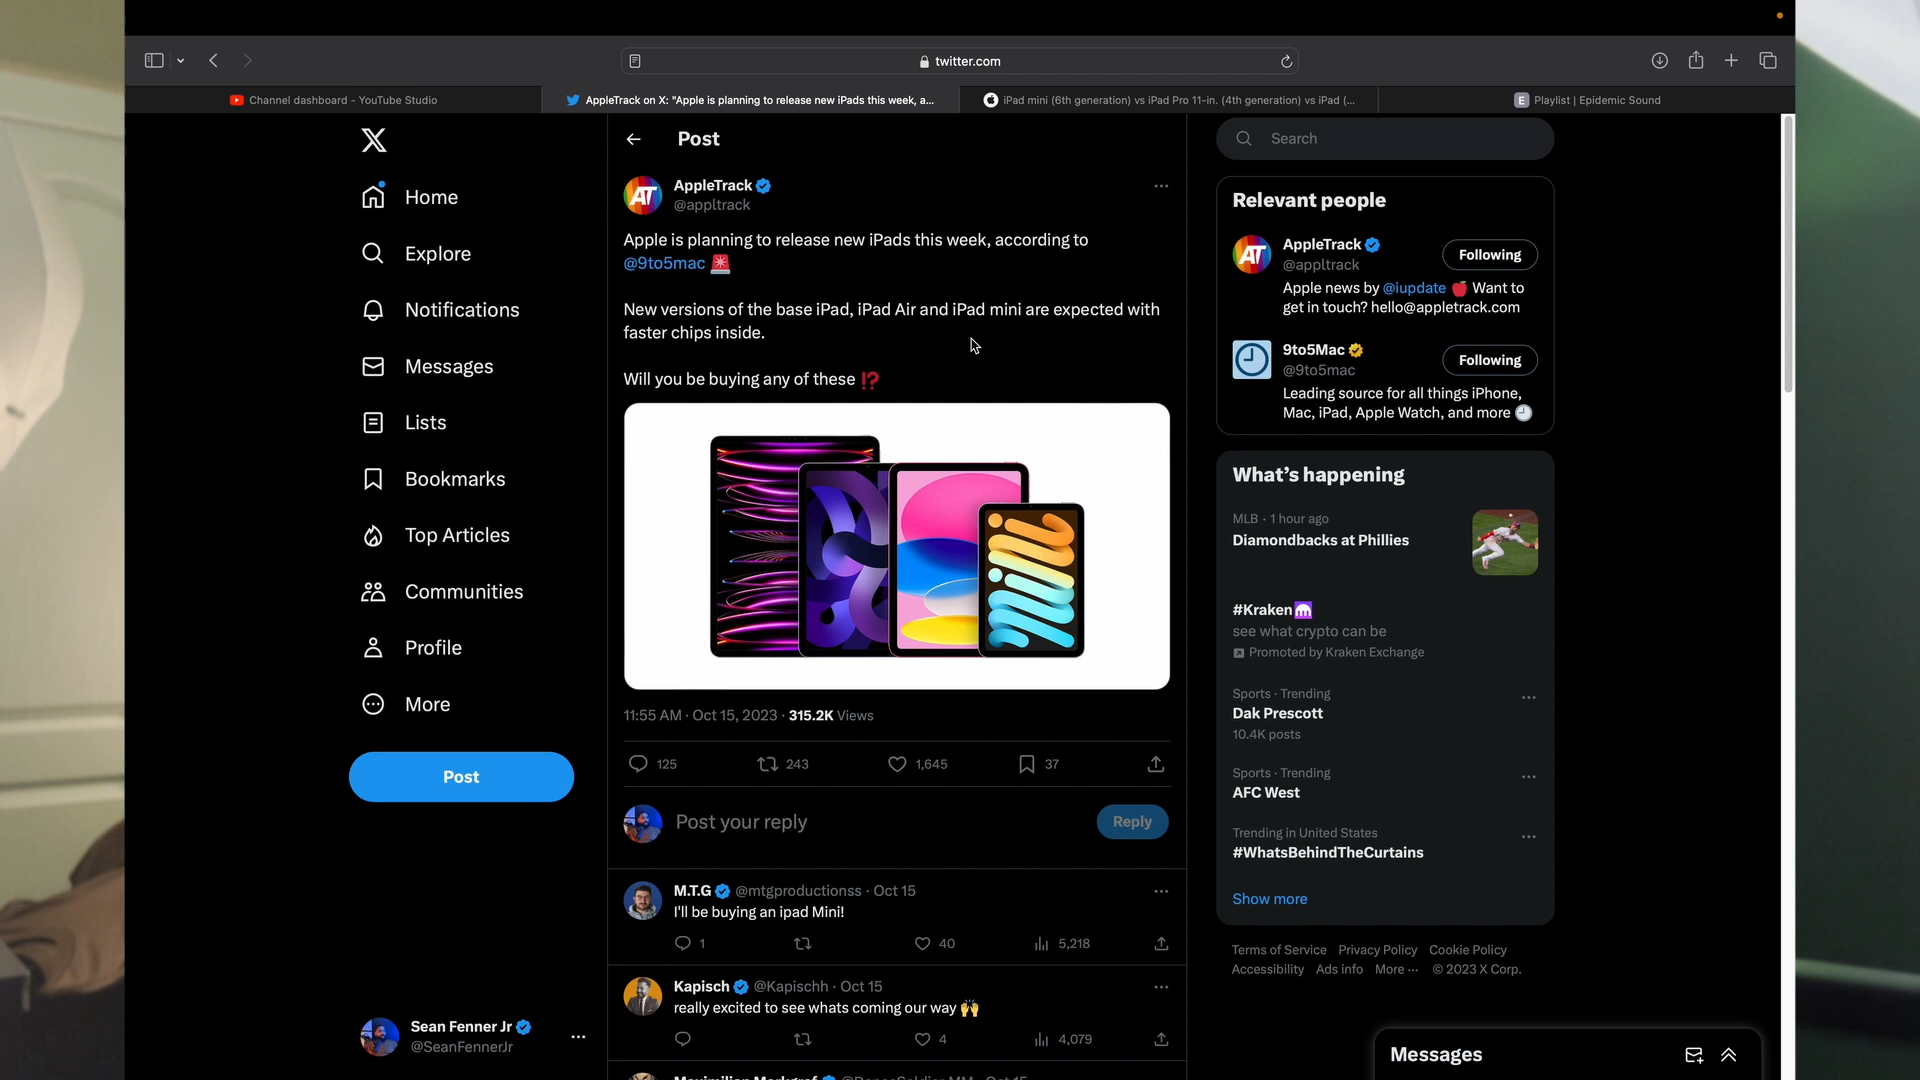 twitter.com
Channel dashboard - YouTube Studio
AppleTrack on X: "Apple is planning to release new iPads this week, a...
iPad mini (6th generation) vs iPad Pro 11-in. (4th generation) vs iPad (...
E
Playlist | Epidemic Sound
Home
Explore
Notifications
Messages
Lists
Bookmarks
Top Articles
Communities
Profile
More
Post
Sean Fenner Jr
@SeanFennerJr
Post
AT
AppleTrack
@appltrack
Apple is planning to release new iPads this week, according to
@9to5mac 🚨
New versions of the base iPad, iPad Air and iPad mini are expected with
faster chips inside.
Will you be buying any of these ⁉️
11:55 AM · Oct 15, 2023 · 315.2K Views
125 243 1,645 37
Post your reply
Reply
M.T.G @mtgproductionss · Oct 15
I'll be buying an ipad Mini!
1 40 5,218
Kapisch @Kapischh · Oct 15
really excited to see whats coming our way 🙌
4 4,079
Search
Relevant people
AT
AppleTrack
@appltrack
Following
Apple news by @iupdate 🍎 Want to
get in touch? hello@appletrack.com
9to5Mac
@9to5mac
Following
Leading source for all things iPhone,
Mac, iPad, Apple Watch, and more 🕘
What's happening
MLB · 1 hour ago
Diamondbacks at Phillies
#Kraken
see what crypto can be
Promoted by Kraken Exchange
Sports · Trending
Dak Prescott
10.4K posts
Sports · Trending
AFC West
Trending in United States
#WhatsBehindTheCurtains
Show more
Terms of Service Privacy Policy Cookie Policy
Accessibility Ads info More ··· © 2023 X Corp.
Messages